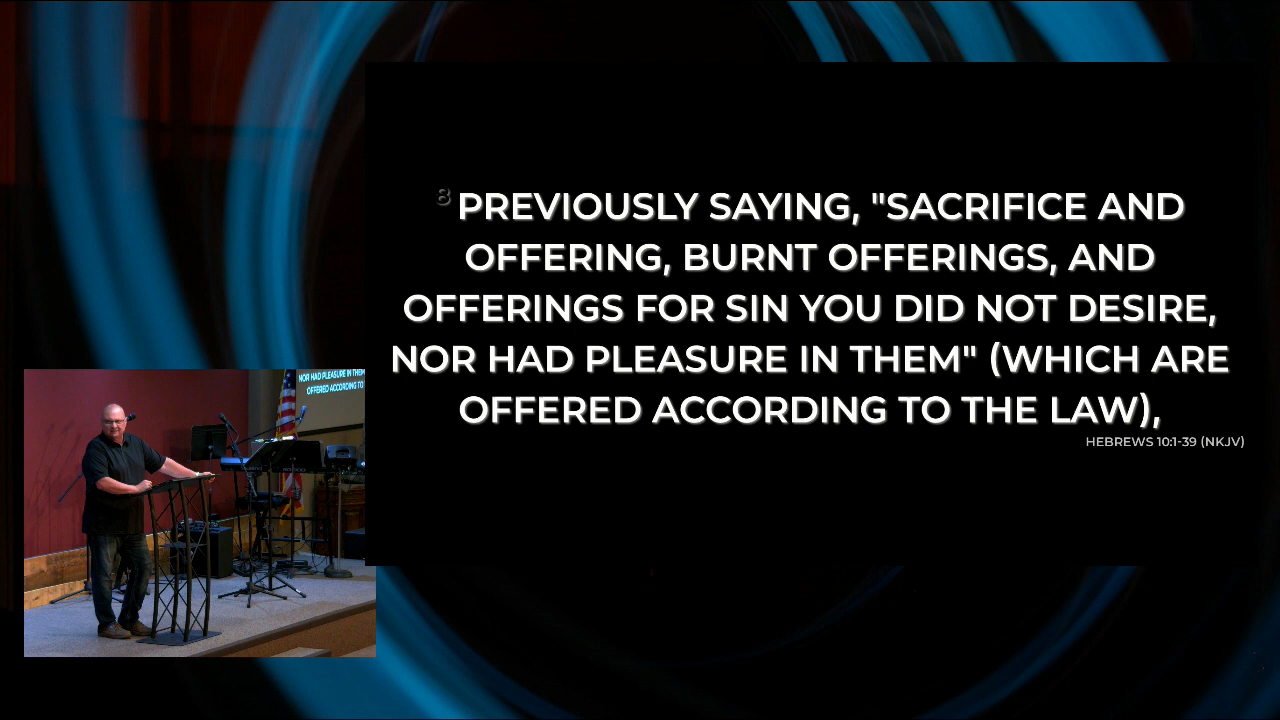 8 PREVIOUSLY SAYING, "SACRIFICE AND
OFFERING, BURNT OFFERINGS, AND
OFFERINGS FOR SIN YOU DID NOT DESIRE,
NOR HAD PLEASURE IN THEM" (WHICH ARE
OFFERED ACCORDING TO THE LAW),
HEBREWS 10:1-39 (NKJV)
NOR HAD PLEASURE IN THEM
OFFERED ACCORDING TO